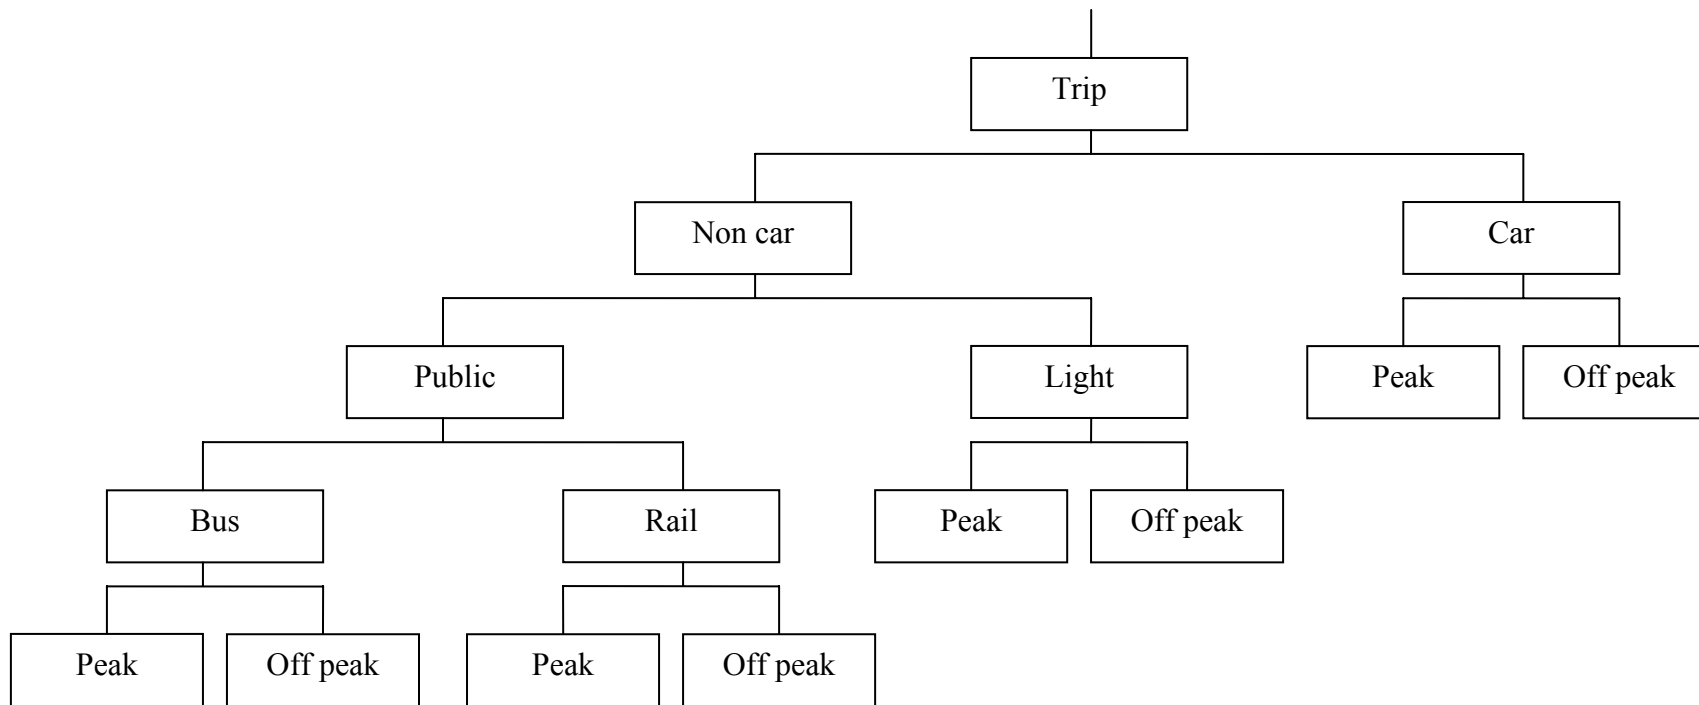 Trip
Non car
Car
Public
Light
Peak
Off peak
Bus
Rail
Peak
Off peak
Peak
Off peak
Peak
Off peak